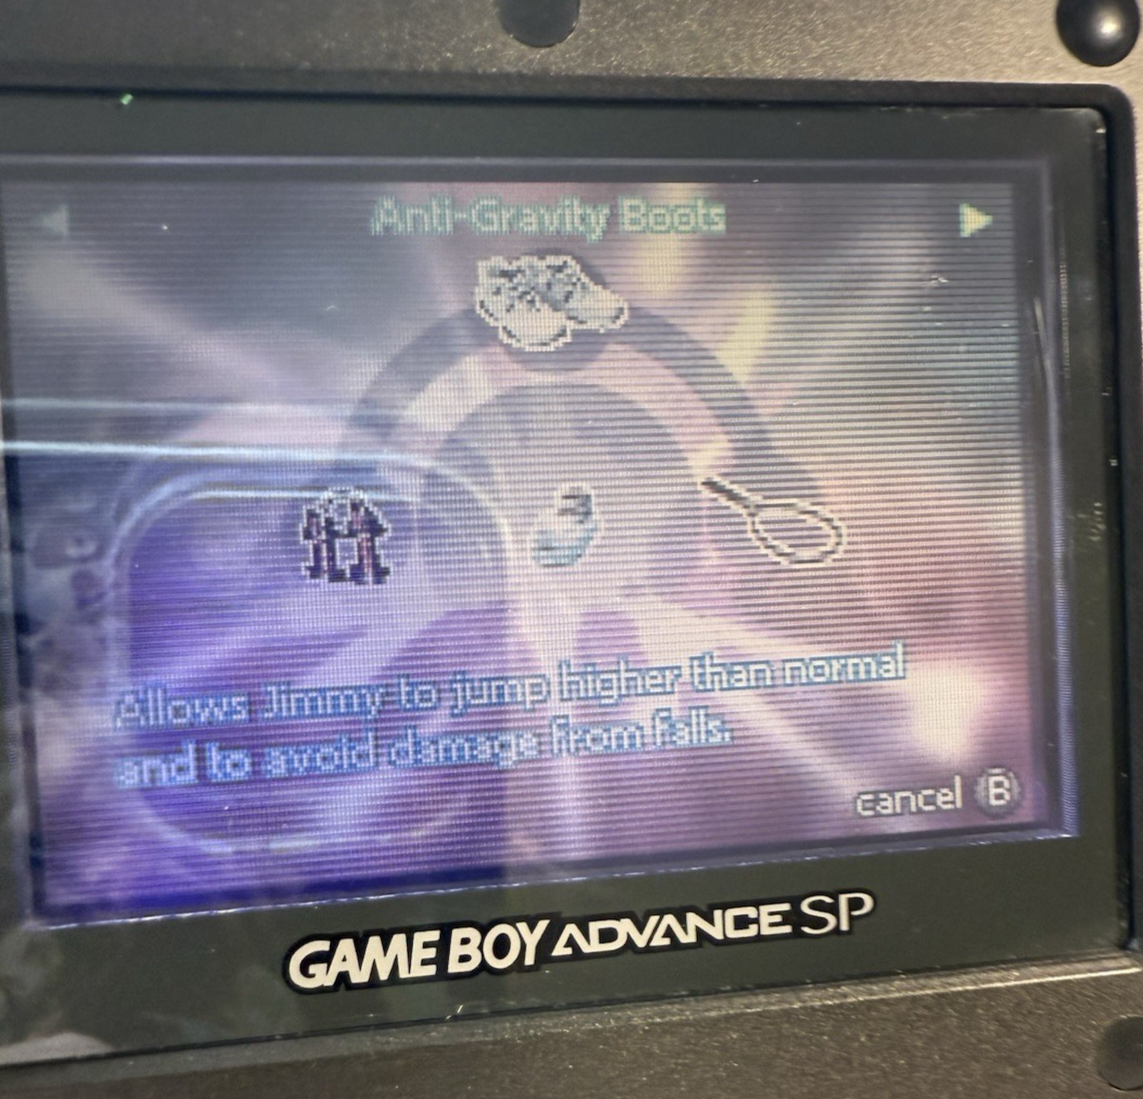 Anti-Gravity Boots
Allows Jimmy to jump higher than normal
and to avoid damage from falls.
cancel B
GAME BOY ADVANCE SP